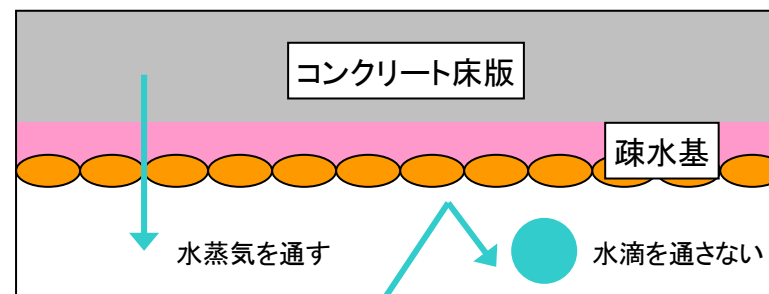 コンクリート床版
疎水基
水蒸気を通す
水滴を通さない